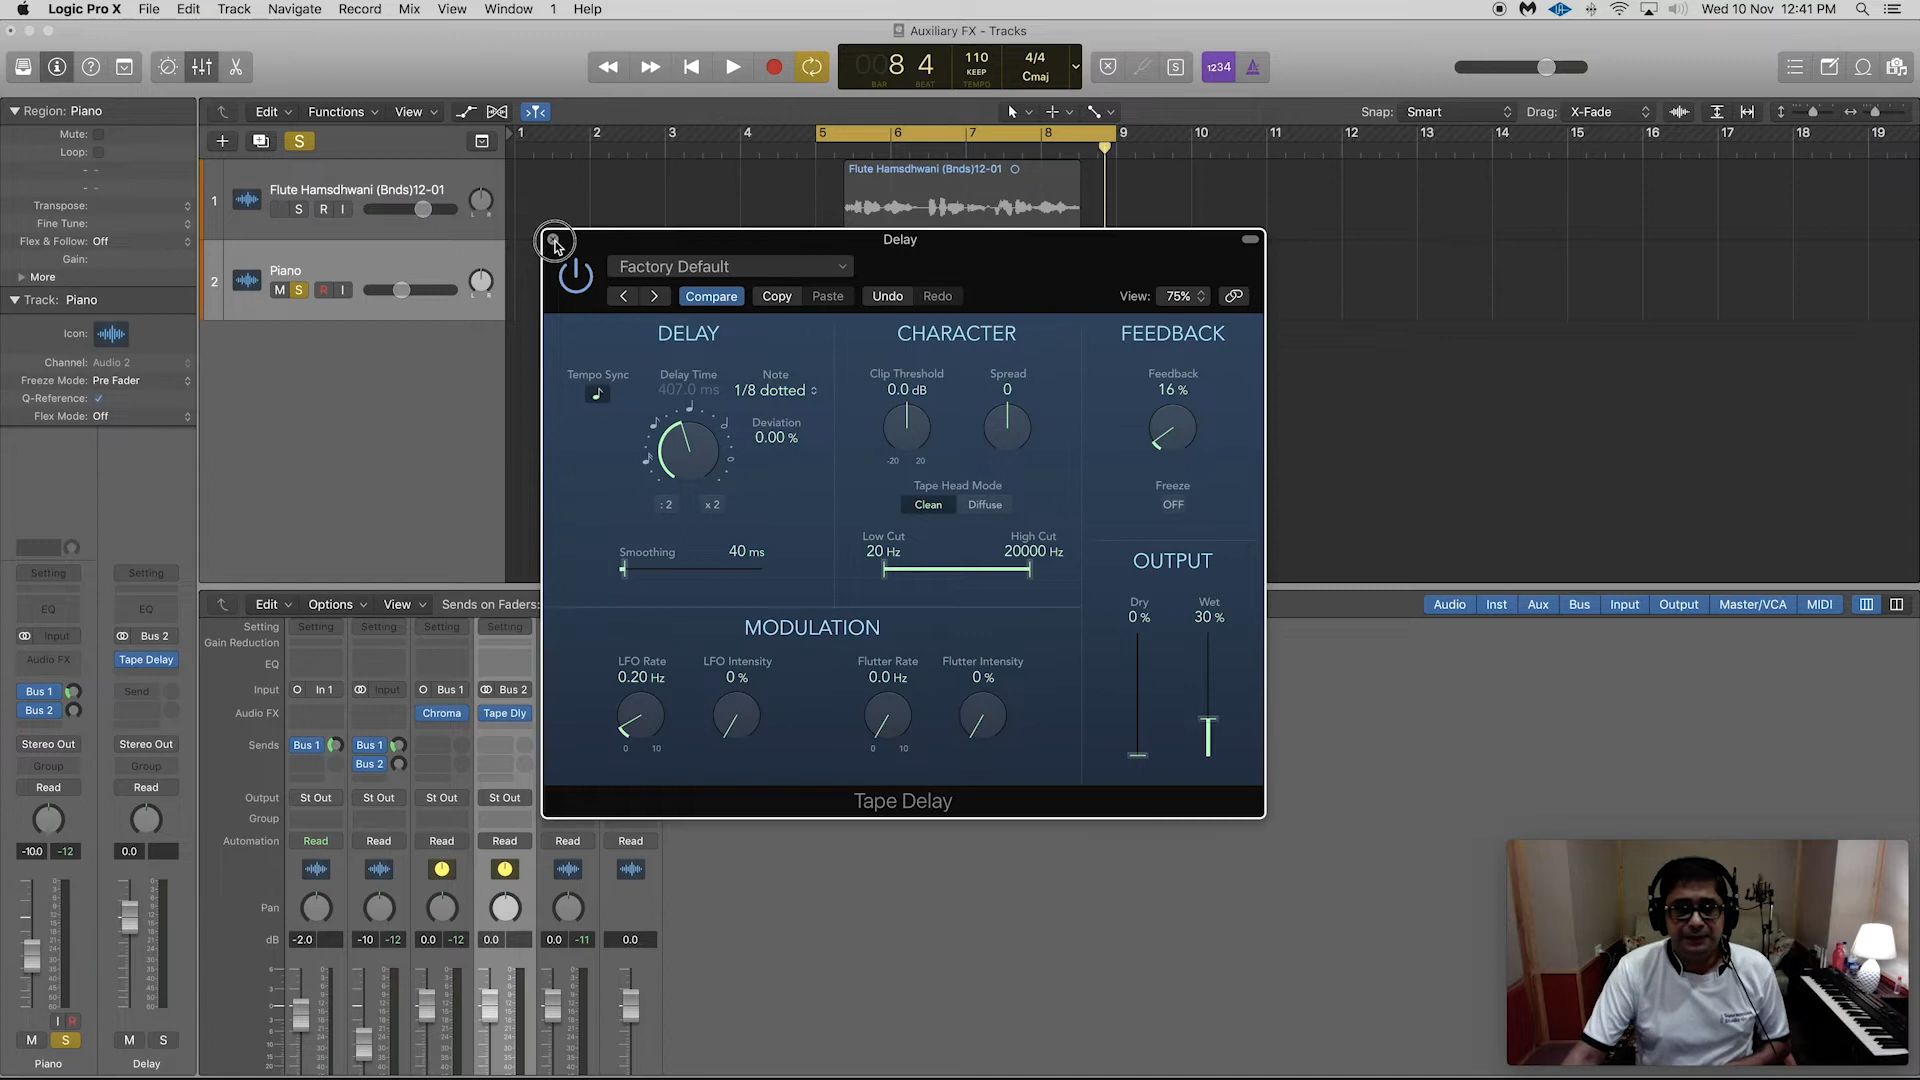 Logic Pro X File Edit Track Navigate Record Mix View Window 1 Help
Wed 10 Nov 12:41 PM
Auxiliary FX - Tracks
008 4
BAR BEAT
110
KEEP
TEMPO
4/4
Cmaj
S
1234
Region: Piano
Mute:
Loop:
Transpose:
Fine Tune:
Flex & Follow: Off
Gain:
More
Track: Piano
Icon:
Channel: Audio 2
Freeze Mode: Pre Fader
Q-Reference:
Flex Mode: Off
Edit Functions View
Snap: Smart
Drag: X-Fade
S
1 2 3 4 5 6 7 8 9 10 11 12 13 14 15 16 17 18 19
1 Flute Hamsdhwani (Bnds)12-01
S R I
L R
Flute Hamsdhwani (Bnds)12-01
2 Piano
M S R I
L R
Delay
Factory Default
Compare Copy Paste Undo Redo
View: 75%
DELAY
Tempo Sync
Delay Time
407.0 ms
Note
1/8 dotted
Deviation
0.00 %
: 2 x 2
Smoothing 40 ms
CHARACTER
Clip Threshold
0.0 dB
-20 20
Spread
0
Tape Head Mode
Clean Diffuse
Low Cut
20 Hz
High Cut
20000 Hz
FEEDBACK
Feedback
16 %
Freeze
OFF
OUTPUT
Dry
0 %
Wet
30 %
MODULATION
LFO Rate
0.20 Hz
0 10
LFO Intensity
0 %
Flutter Rate
0.0 Hz
0 10
Flutter Intensity
0 %
Tape Delay
Setting Setting
EQ EQ
Input Bus 2
Audio FX Tape Delay
Bus 1 Send
Bus 2
Stereo Out Stereo Out
Group Group
Read Read
-10.0 -12 0.0
I R
M S M S
Piano Delay
Edit Options View Sends on Faders:
Audio Inst Aux Bus Input Output Master/VCA MIDI
Setting Setting Setting Setting Setting
Gain Reduction
EQ
Input In 1 Input Bus 1 Bus 2
Audio FX Chroma Tape Dly
Sends Bus 1 Bus 1
Bus 2
Output St Out St Out St Out St Out
Group
Automation Read Read Read Read Read Read
Pan
dB -2.0 -10 -12 0.0 -12 0.0 0.0 -11 0.0